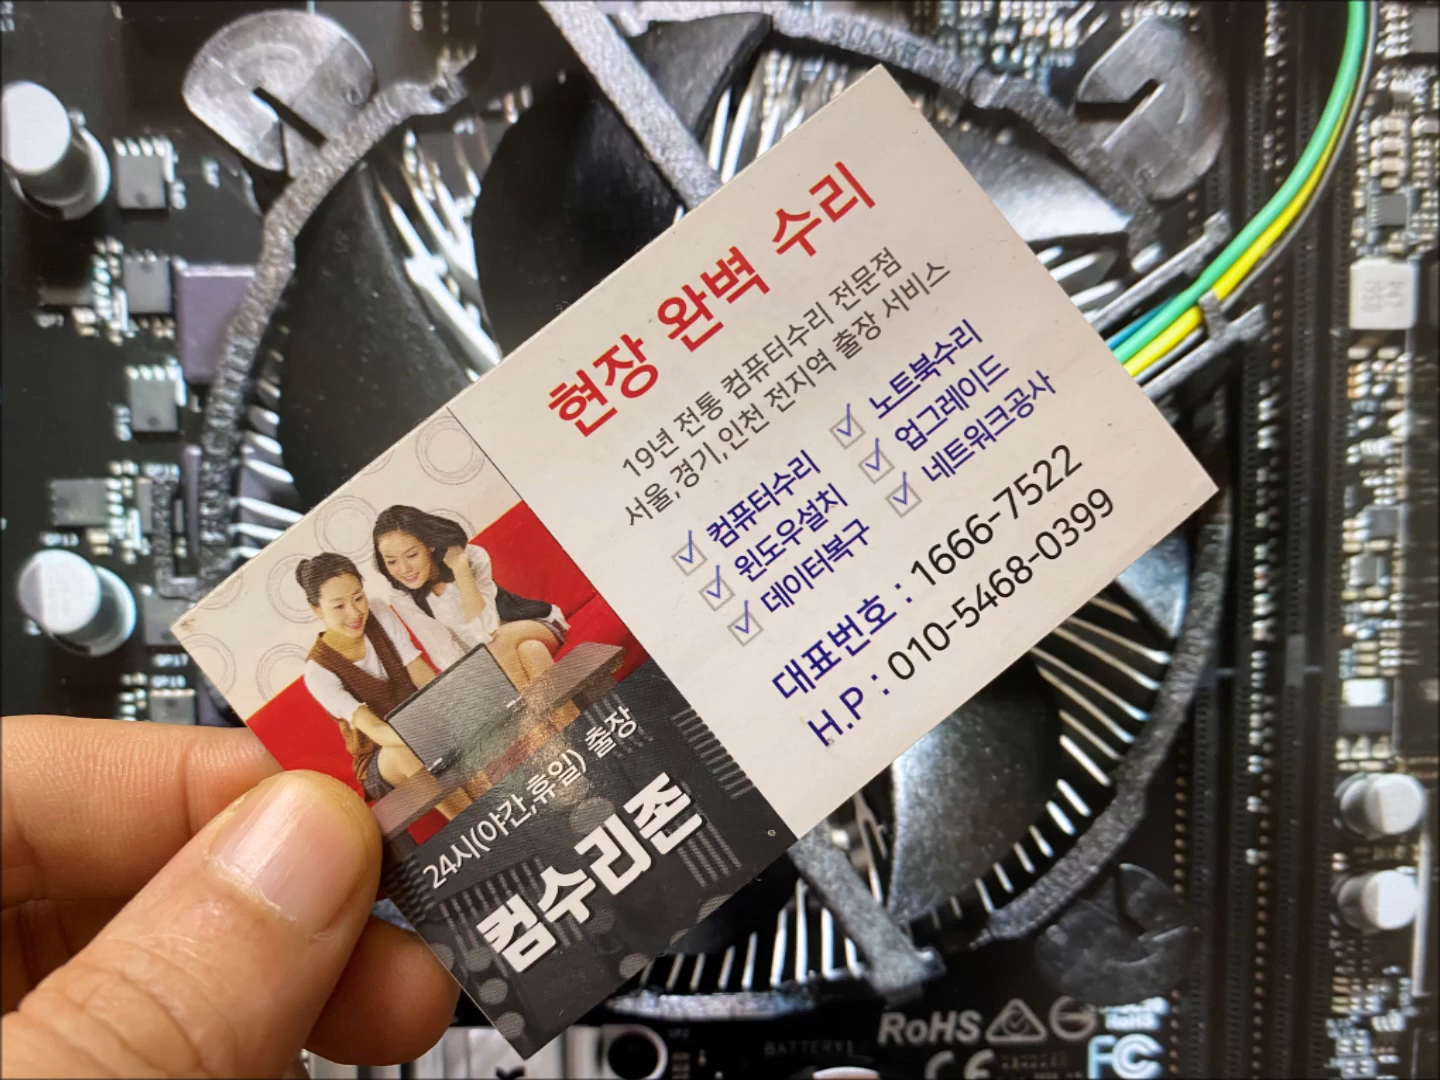 현장 완벽 수리
19년 전통 컴퓨터수리 전문점
서울,경기,인천 전지역 출장 서비스
컴퓨터수리
윈도우설치
데이터복구
노트북수리
업그레이드
네트워크공사
대표번호 : 1666-7522
H.P : 010-5468-0399
24시(야간,휴일) 출장
컴수리존
RoHS
CE
FC